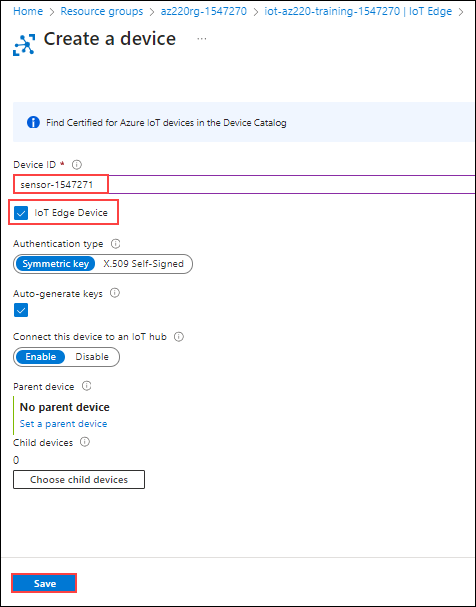 Home > Resource groups > az220rg-1547270 > iot-az220-training-1547270 | IoT Edge >
Create a device ...
Find Certified for Azure IoT devices in the Device Catalog
Device ID *
sensor-1547271
IoT Edge Device
Authentication type
Symmetric key X.509 Self-Signed
Auto-generate keys
Connect this device to an IoT hub
Enable Disable
Parent device
No parent device
Set a parent device
Child devices
0
Choose child devices
Save